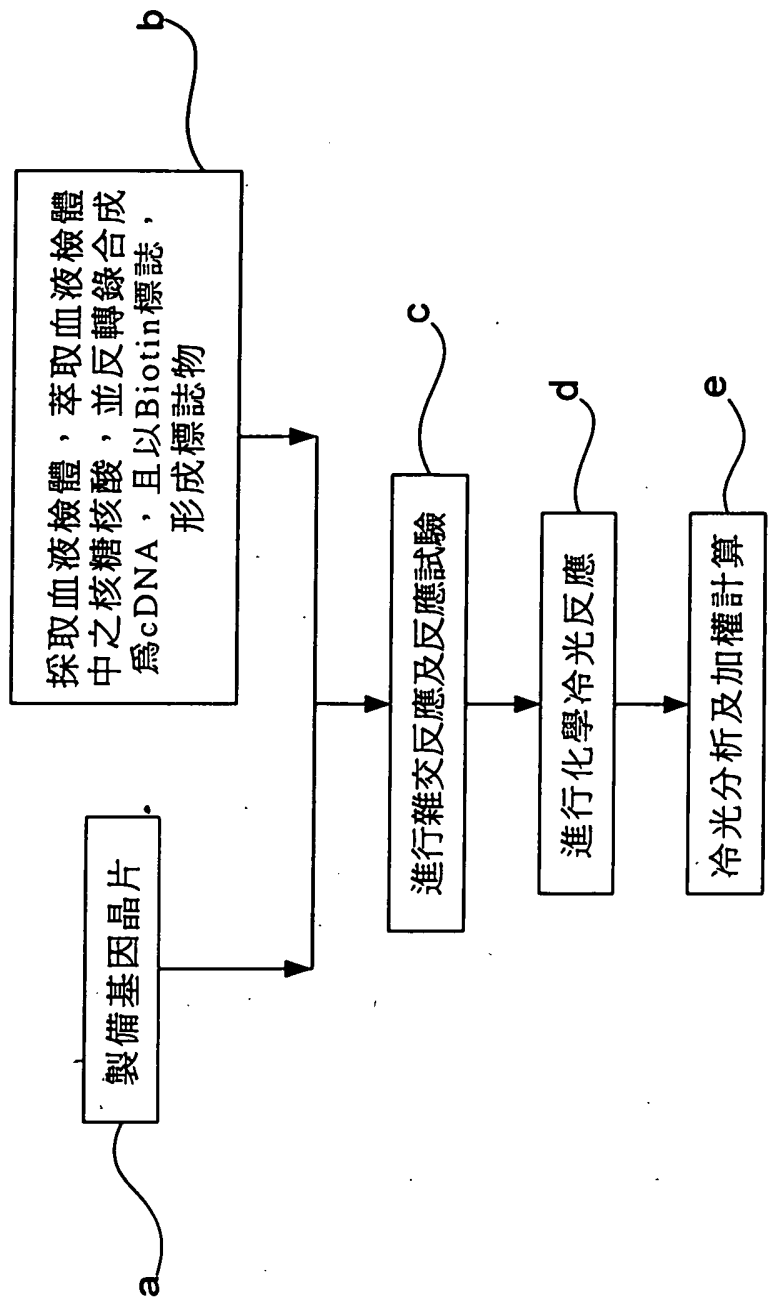 a
製備基因晶片
b
採取血液檢體，萃取血液檢體
中之核糖核酸，並反轉錄合成
爲cDNA，且以Biotin標誌，
形成標誌物
c
進行雜交反應及反應試驗
d
進行化學冷光反應
e
冷光分析及加權計算